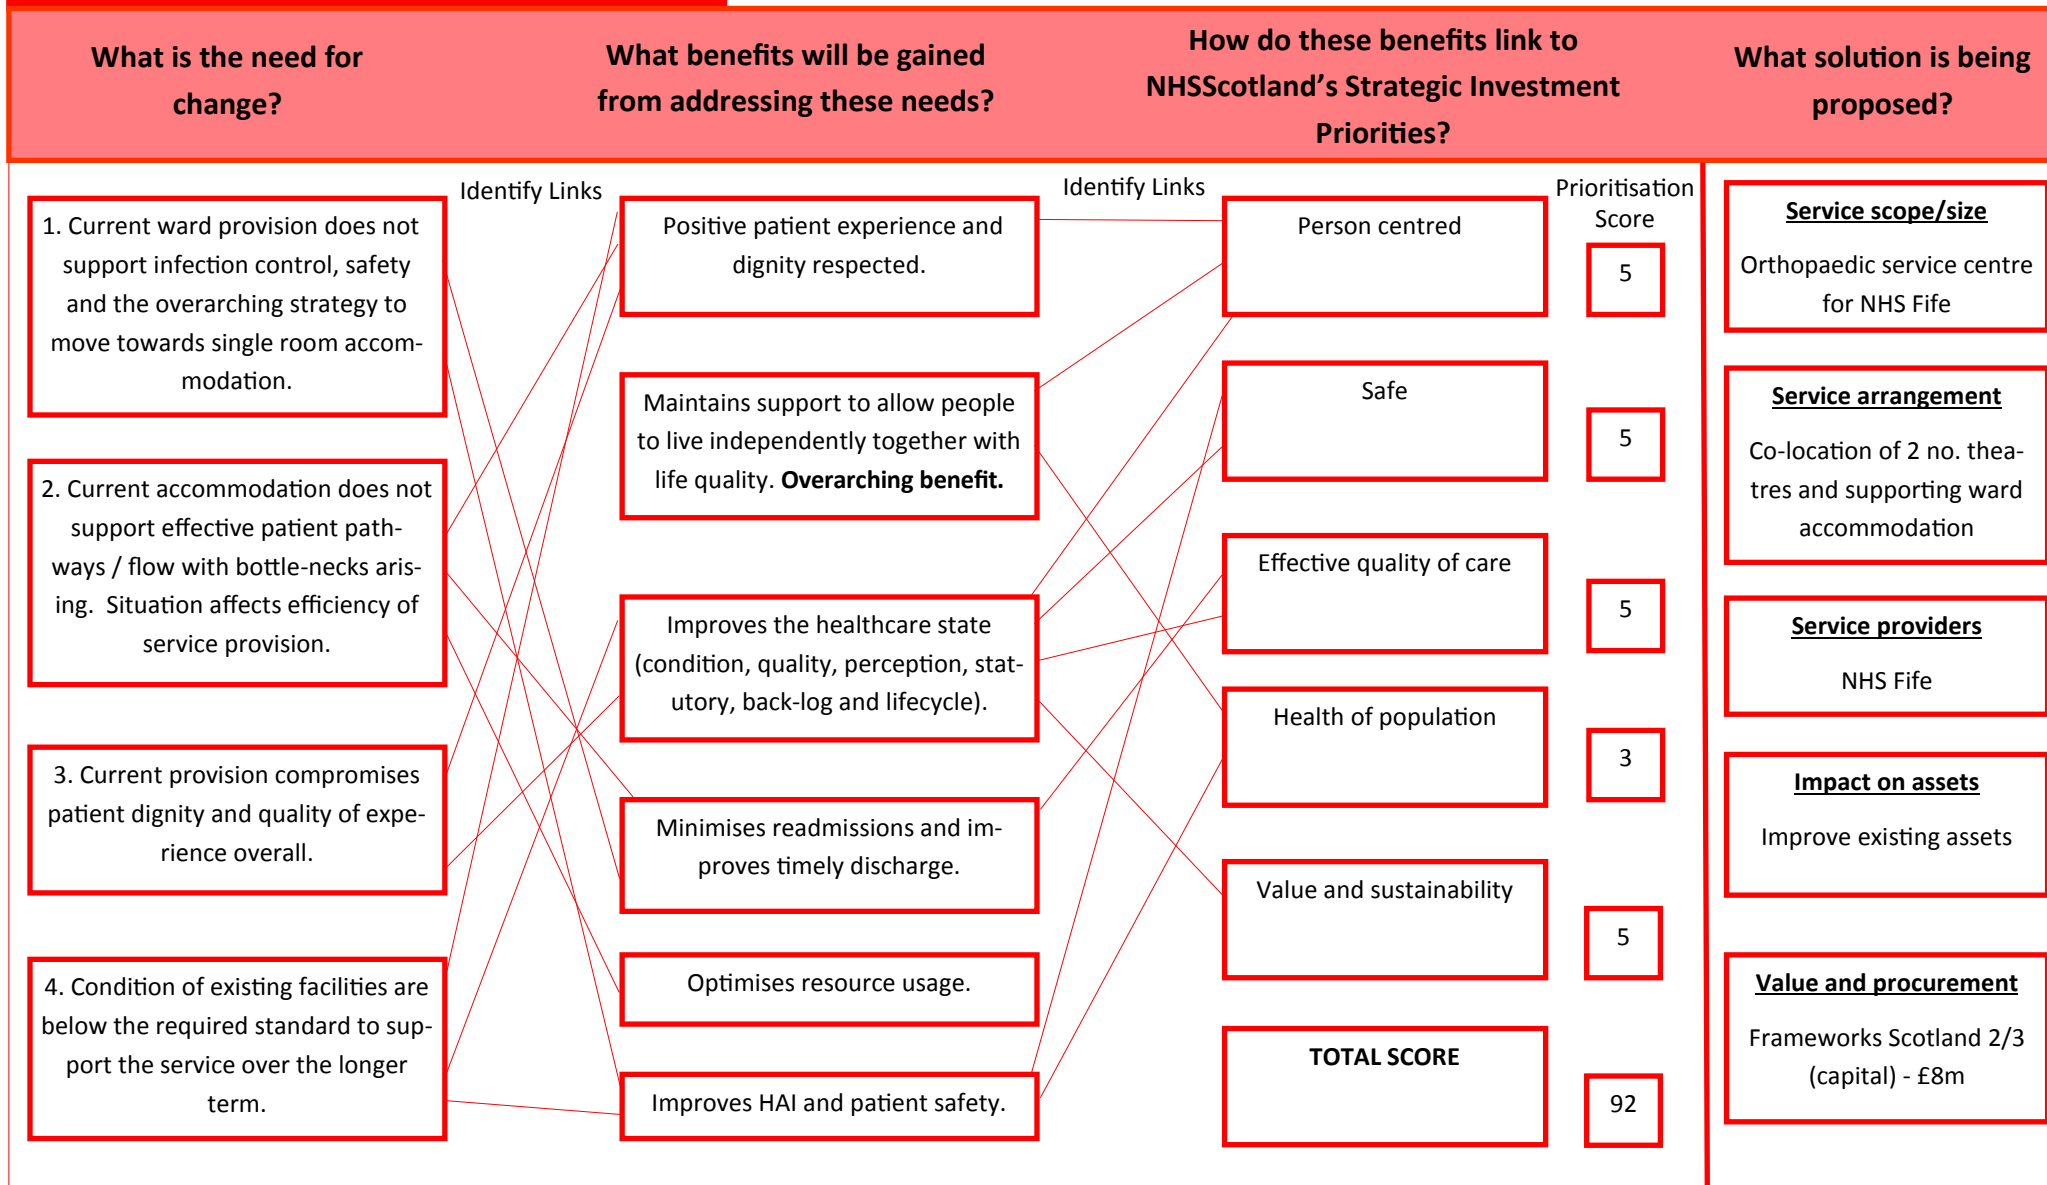 What is the need for
change?
What benefits will be gained
from addressing these needs?
How do these benefits link to
NHSScotland's Strategic Investment
Priorities?
What solution is being
proposed?
Identify Links
1. Current ward provision does not
support infection control, safety
and the overarching strategy to
move towards single room accom-
modation.
2. Current accommodation does not
support effective patient path-
ways / flow with bottle-necks aris-
ing. Situation affects efficiency of
service provision.
3. Current provision compromises
patient dignity and quality of expe-
rience overall.
4. Condition of existing facilities are
below the required standard to sup-
port the service over the longer
term.
Positive patient experience and
dignity respected.
Maintains support to allow people
to live independently together with
life quality. Overarching benefit.
Improves the healthcare state
(condition, quality, perception, stat-
utory, back-log and lifecycle).
Minimises readmissions and im-
proves timely discharge.
Optimises resource usage.
Improves HAI and patient safety.
Identify Links
Person centred
Safe
Effective quality of care
Health of population
Value and sustainability
TOTAL SCORE
Prioritisation
Score
5
5
5
3
5
92
Service scope/size
Orthopaedic service centre
for NHS Fife
Service arrangement
Co-location of 2 no. thea-
tres and supporting ward
accommodation
Service providers
NHS Fife
Impact on assets
Improve existing assets
Value and procurement
Frameworks Scotland 2/3
(capital) - £8m